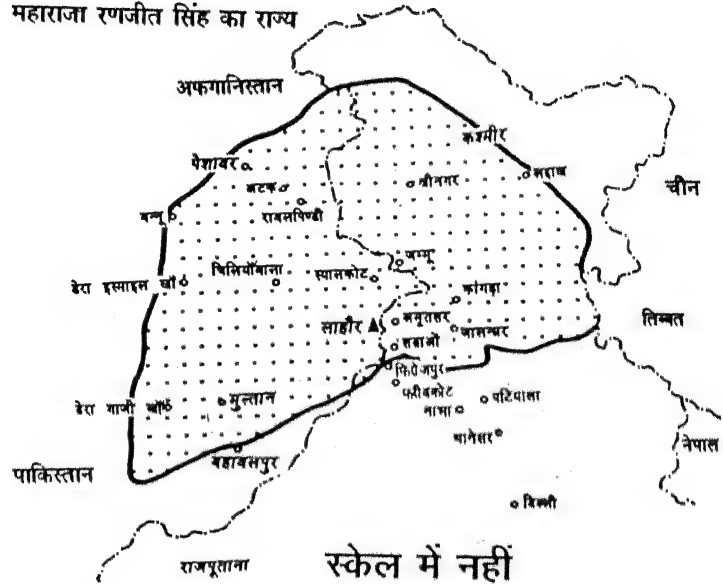 महाराजा रणजीत सिंह का राज्य
अफगानिस्तान
कश्मीर
पेशावर
लद्दाख
चीन
अटक
श्रीनगर
रावलपिण्डी
बन्नू
जम्मू
चिलियाँवाला
स्यालकोट
डेरा इस्माइल खाँ
कांगड़ा
लाहौर
अमृतसर
जालन्धर
तिब्बत
सबराओं
फिरोजपुर
फरीदकोट
पटियाला
नाभा
डेरा गाजी खाँ
मुल्तान
थानेसर
नेपाल
बहावलपुर
पाकिस्तान
दिल्ली
राजपूताना
स्केल में नहीं